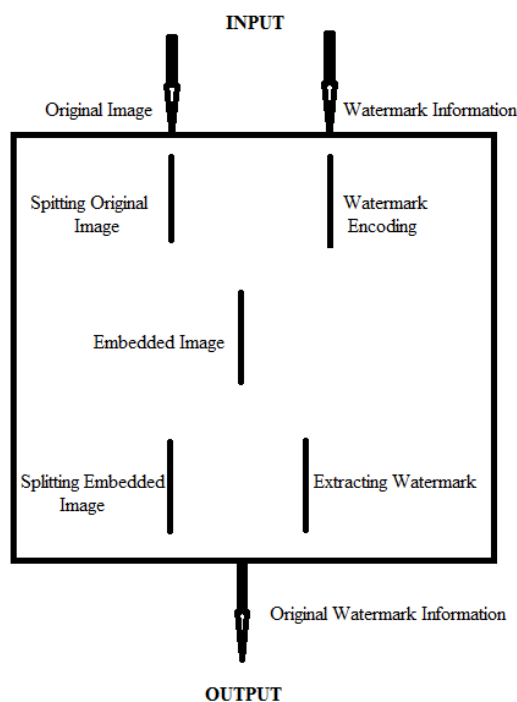 INPUT
Original Image
Watermark Information
Spitting Original
Image
Watermark
Encoding
Embedded Image
Splitting Embedded
Image
Extracting Watermark
Original Watermark Information
OUTPUT